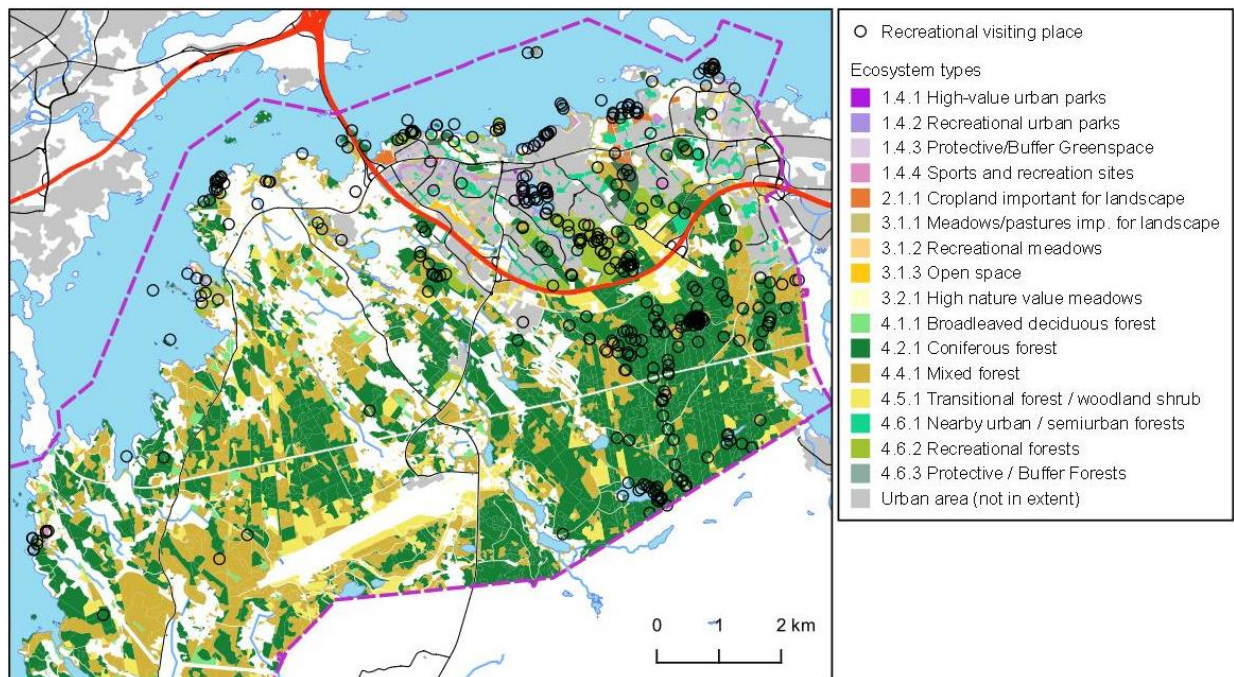 Recreational visiting place
Ecosystem types
1.4.1 High-value urban parks
1.4.2 Recreational urban parks
1.4.3 Protective/Buffer Greenspace
1.4.4 Sports and recreation sites
2.1.1 Cropland important for landscape
3.1.1 Meadows/pastures imp. for landscape
3.1.2 Recreational meadows
3.1.3 Open space
3.2.1 High nature value meadows
4.1.1 Broadleaved deciduous forest
4.2.1 Coniferous forest
4.4.1 Mixed forest
4.5.1 Transitional forest / woodland shrub
4.6.1 Nearby urban / semiurban forests
4.6.2 Recreational forests
4.6.3 Protective / Buffer Forests
Urban area (not in extent)
0 1 2 km